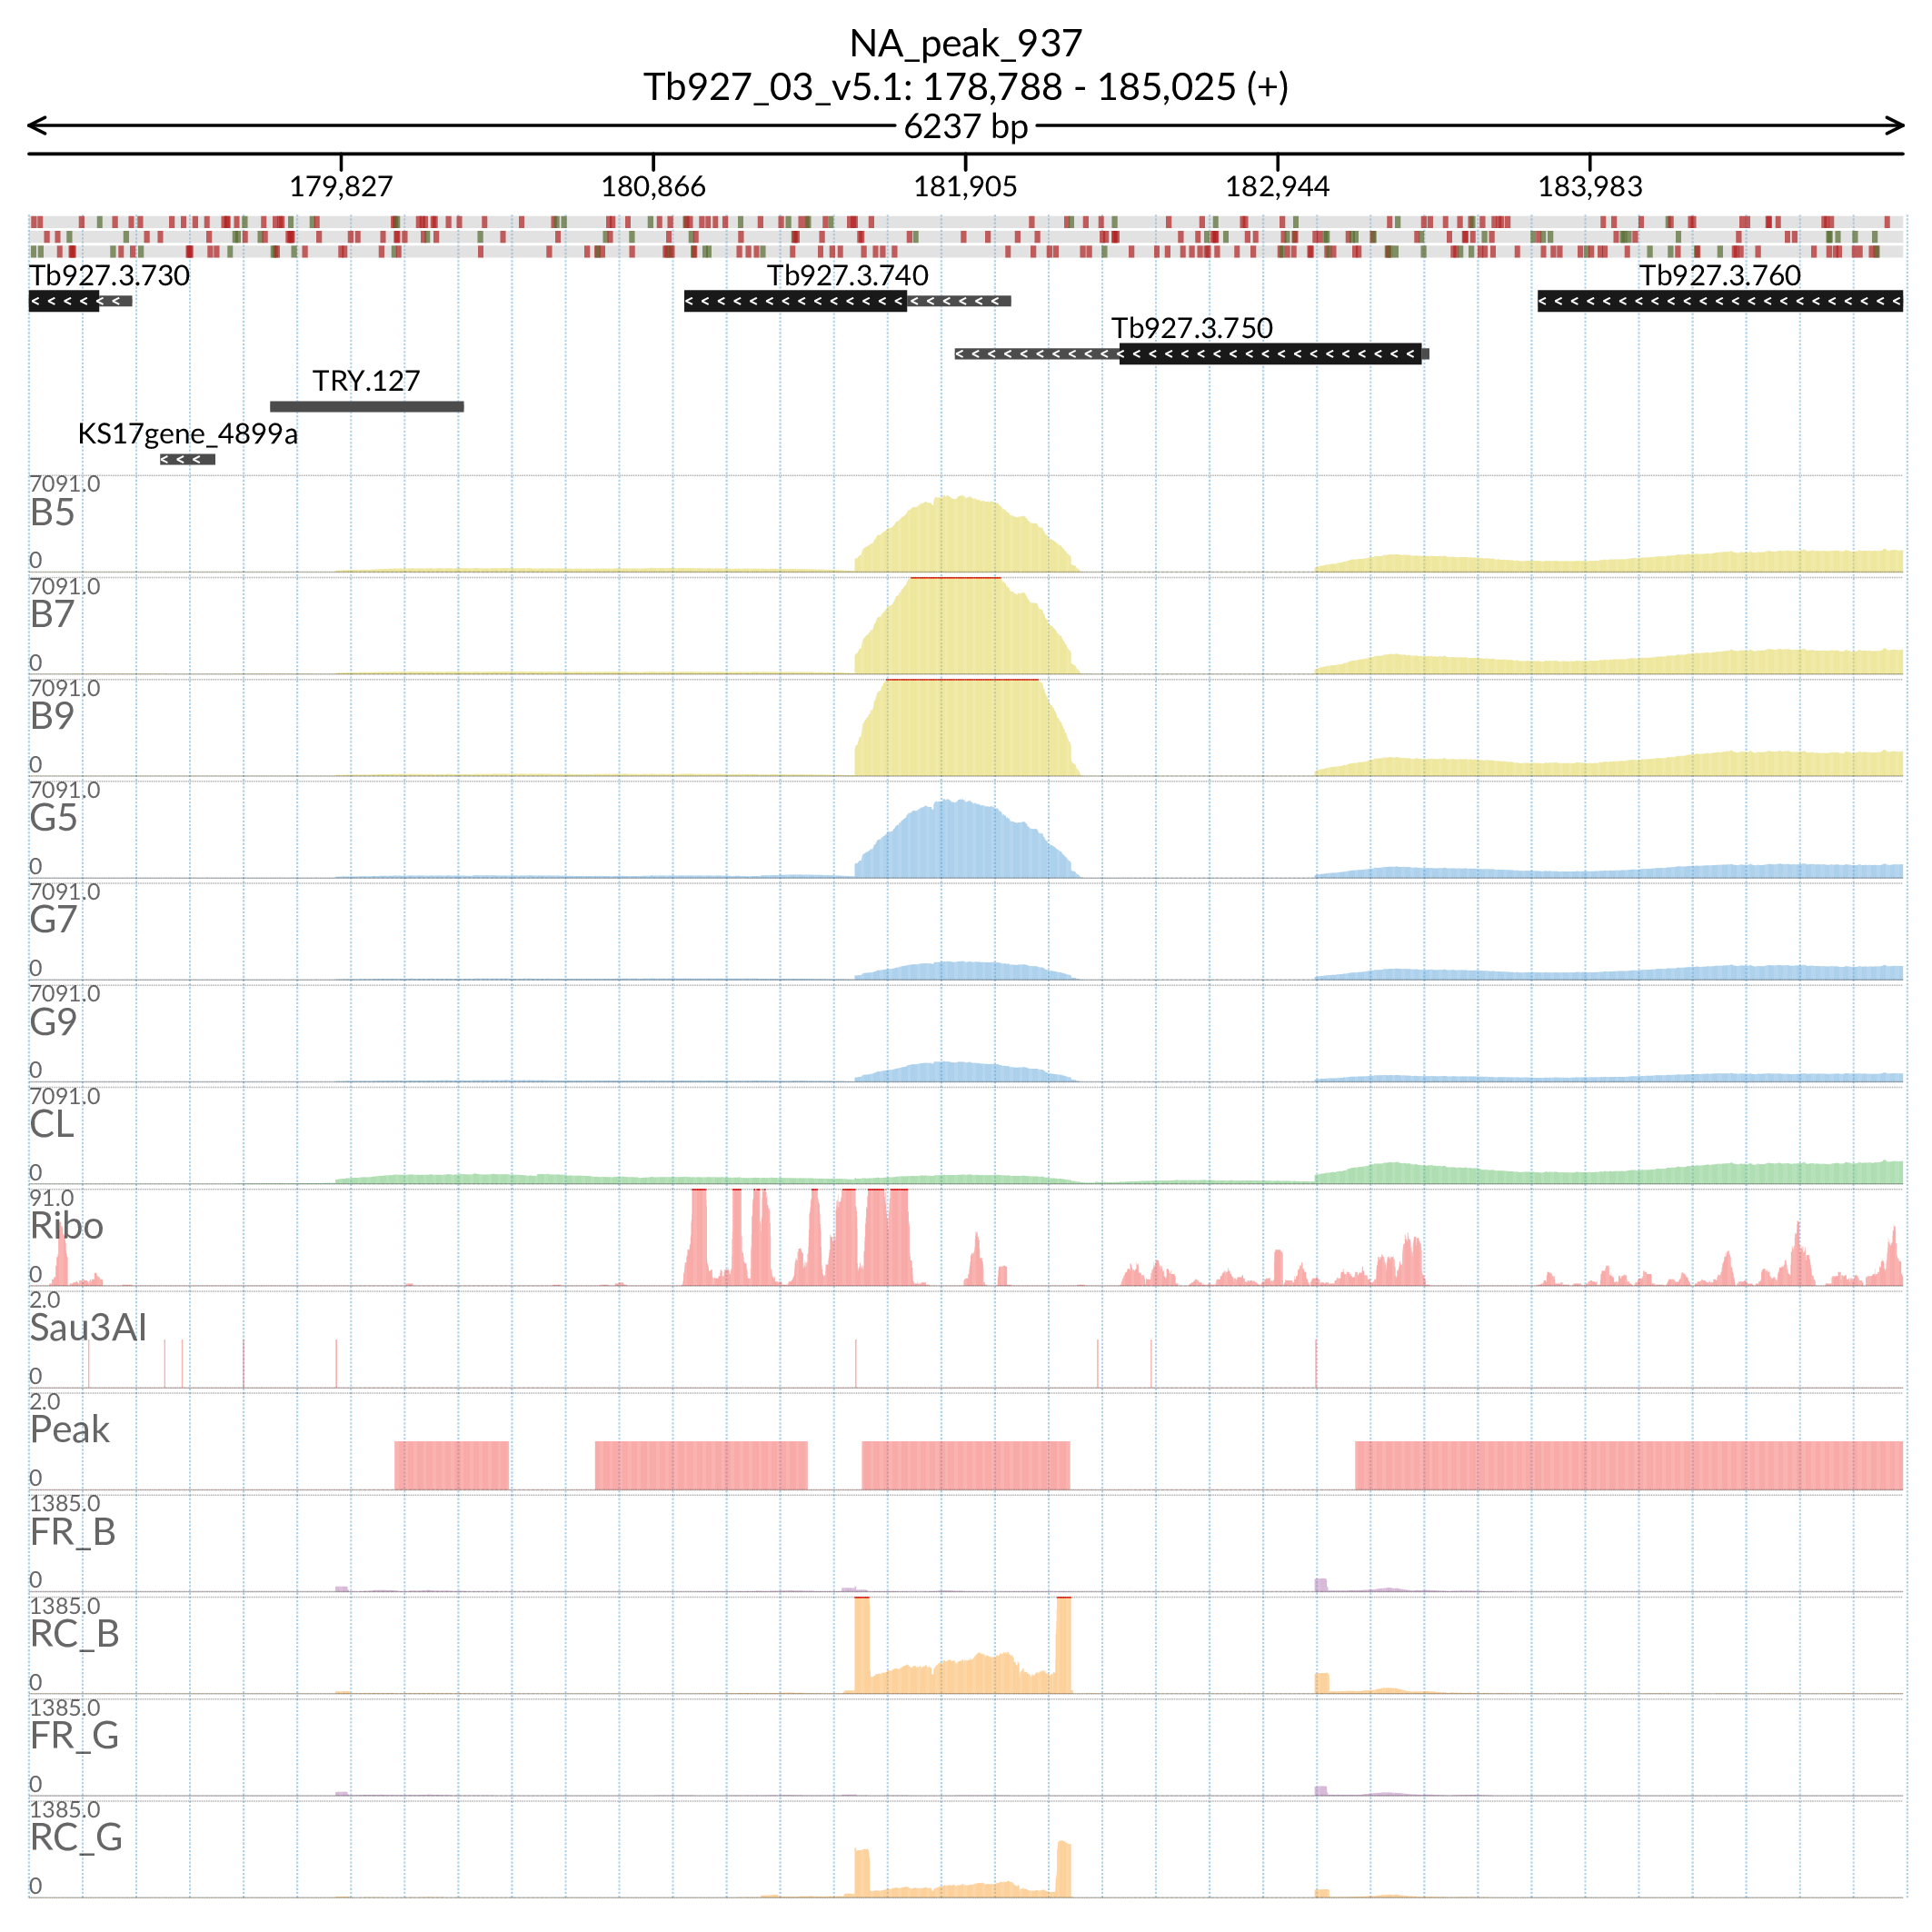 NA_peak_937
Tb927_03_v5.1: 178,788 - 185,025 (+)
6237 bp
179,827 180,866 181,905 182,944 183,983
Tb927.3.730 Tb927.3.740 Tb927.3.760
Tb927.3.750
TRY.127
KS17gene_4899a
7091.0
B5
0
7091.0
B7
0
7091.0
B9
0
7091.0
G5
0
7091.0
G7
0
7091.0
G9
0
7091.0
CL
0
91.0
Ribo
0
2.0
Sau3AI
0
2.0
Peak
0
1385.0
FR_B
0
1385.0
RC_B
0
1385.0
FR_G
0
1385.0
RC_G
0